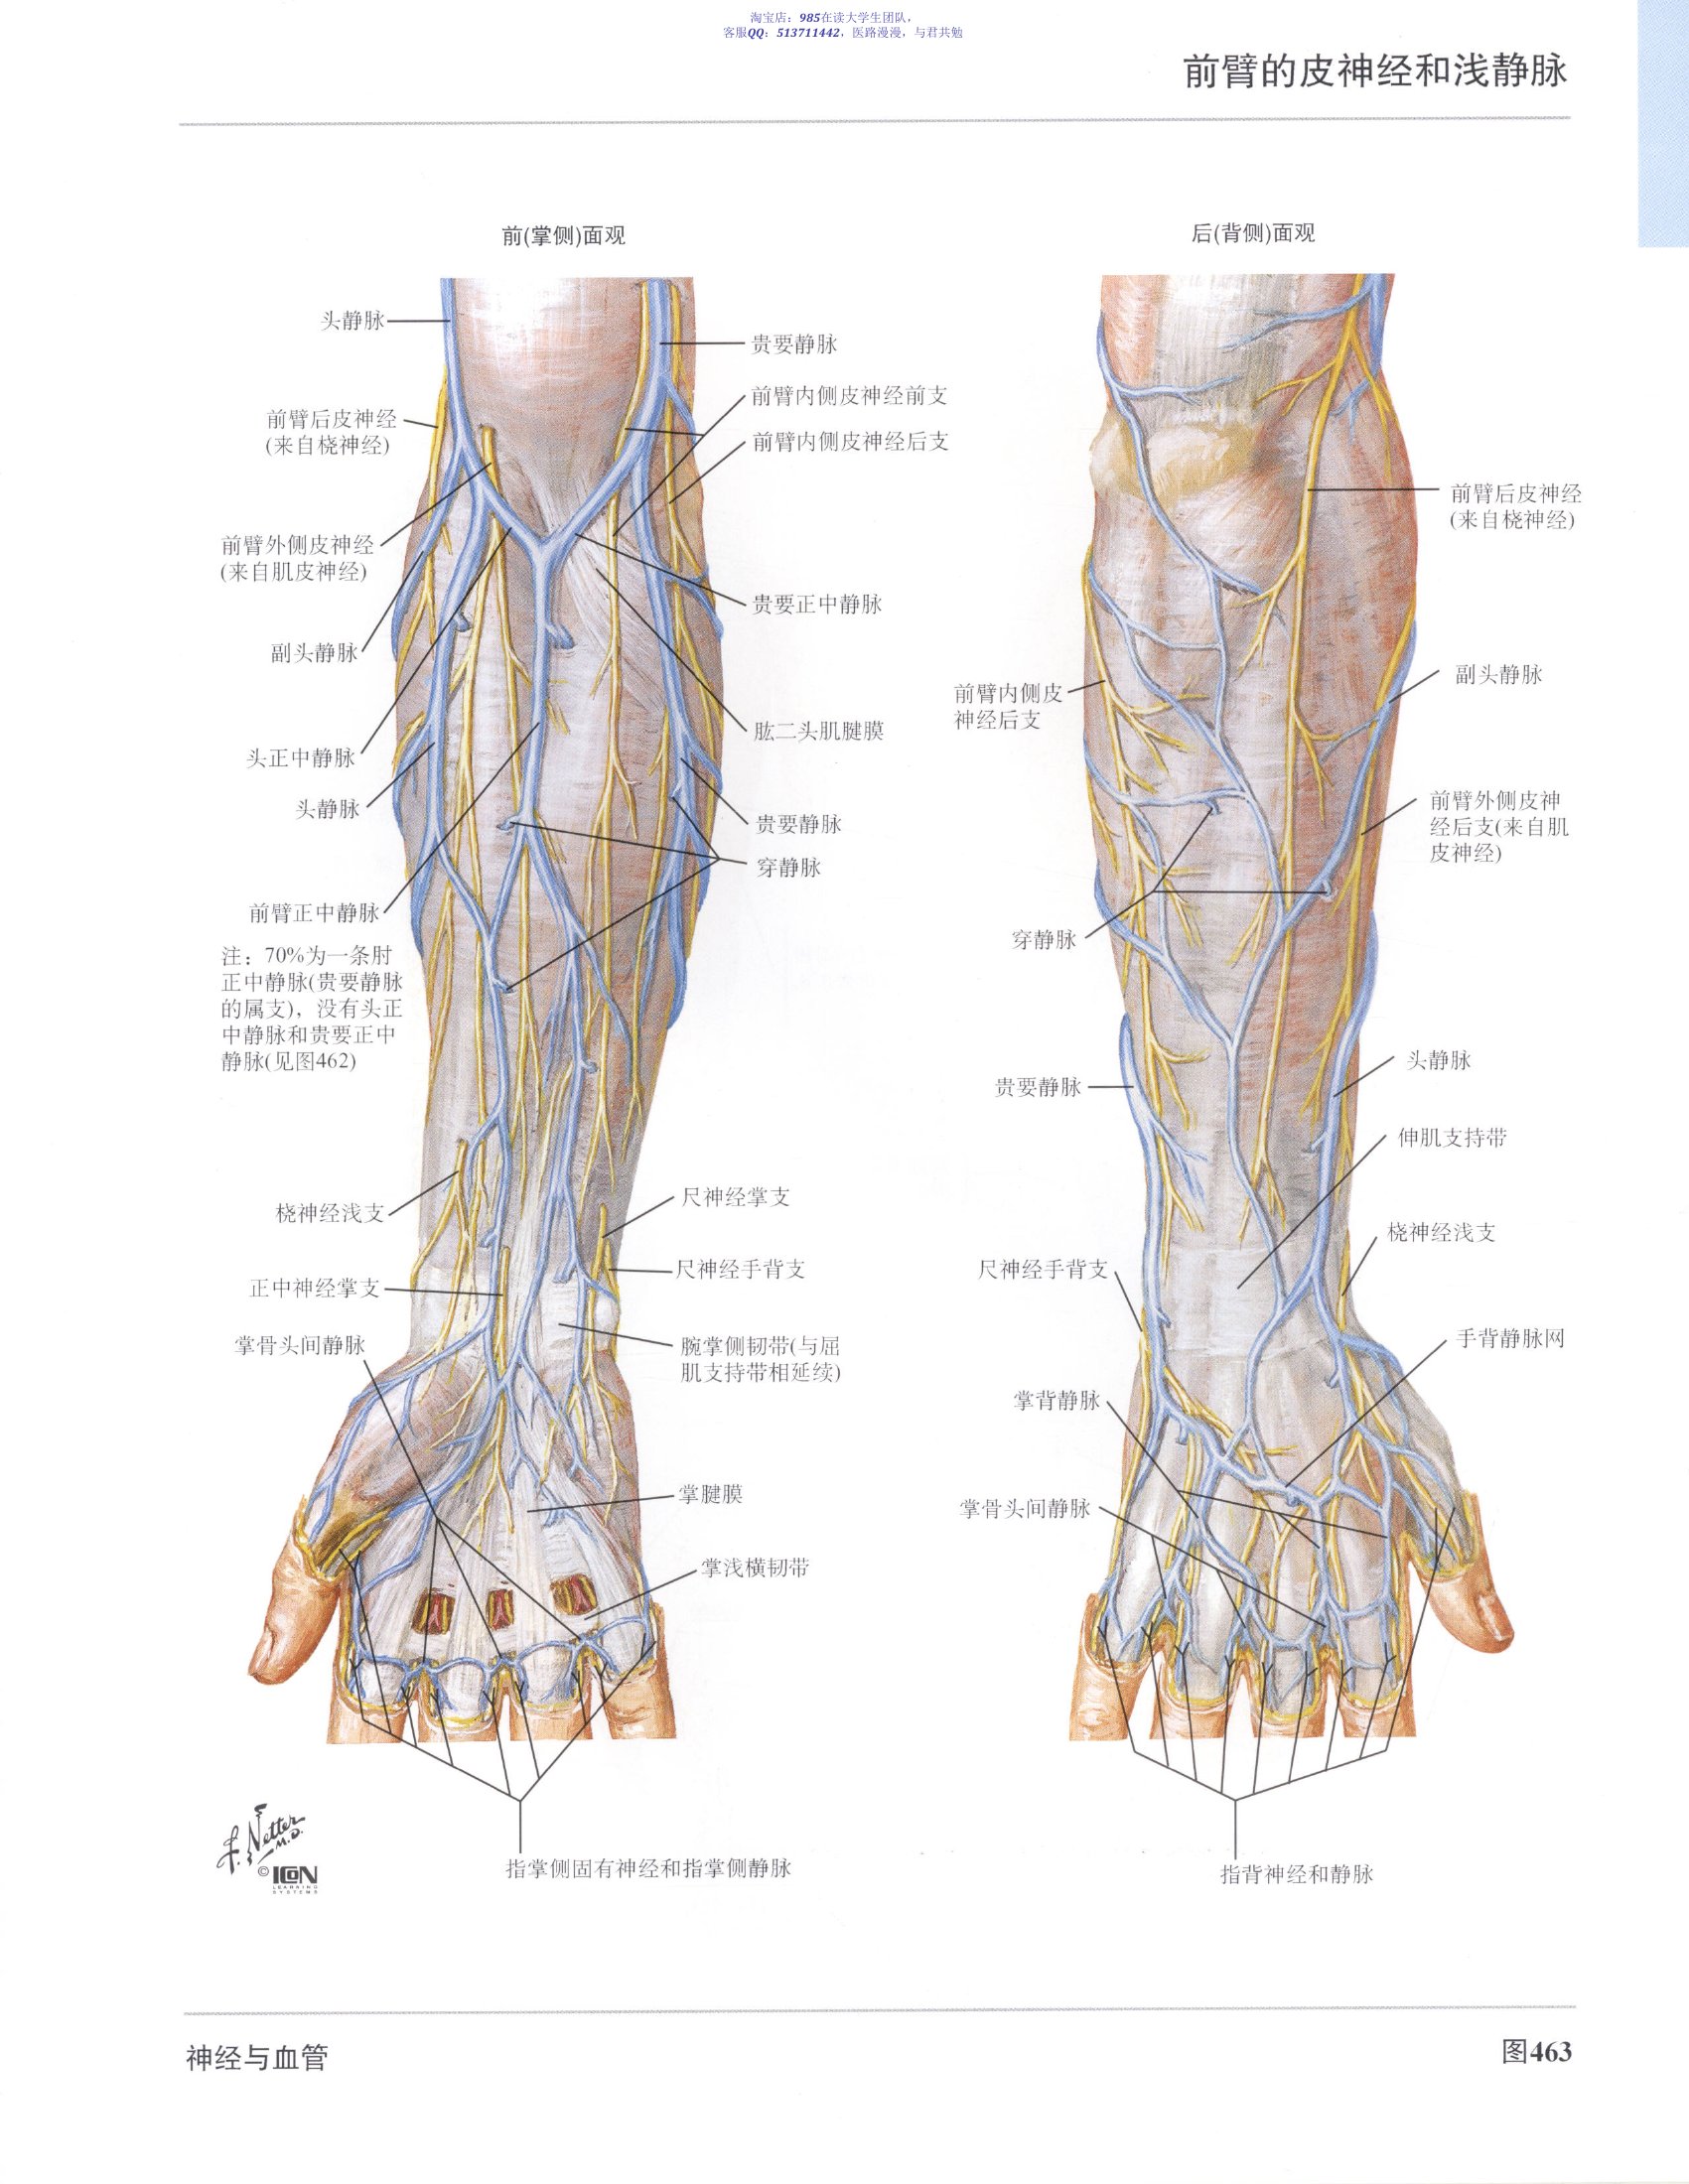 淘宝店：985在读大学生团队，
客服QQ：513711442，医路漫漫，与君共勉
前臂的皮神经和浅静脉
前(掌侧)面观
头静脉
前臂后皮神经
(来自桡神经)
前臂外侧皮神经
(来自肌皮神经)
副头静脉
头正中静脉
头静脉
前臂正中静脉
注：70%为一条肘
正中静脉(贵要静脉
的属支)，没有头正
中静脉和贵要正中
静脉(见图462)
桡神经浅支
正中神经掌支
掌骨头间静脉
贵要静脉
前臂内侧皮神经前支
前臂内侧皮神经后支
贵要正中静脉
肱二头肌腱膜
贵要静脉
穿静脉
尺神经掌支
尺神经手背支
腕掌侧韧带(与屈
肌支持带相延续)
掌腱膜
掌浅横韧带
指掌侧固有神经和指掌侧静脉
后(背侧)面观
前臂内侧皮
神经后支
穿静脉
贵要静脉
尺神经手背支
掌背静脉
掌骨头间静脉
前臂后皮神经
(来自桡神经)
副头静脉
前臂外侧皮神
经后支(来自肌
皮神经)
头静脉
伸肌支持带
桡神经浅支
手背静脉网
指背神经和静脉
F. Netter
M.D.
© ICON
LEARNING
SYSTEMS
神经与血管
图463